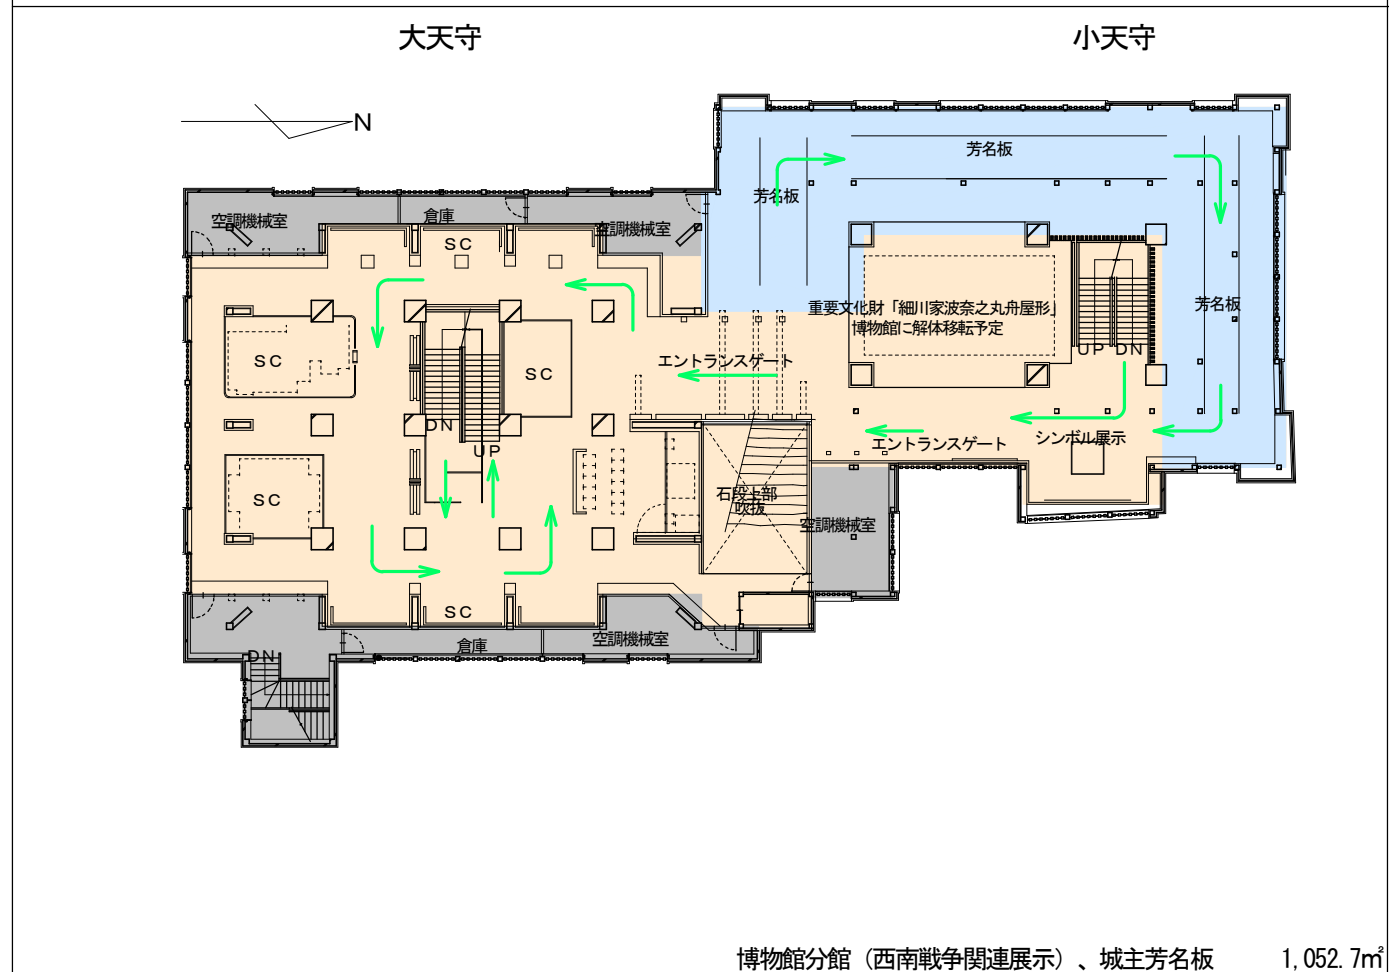 大天守
小天守
N
芳名板
芳名板
空調機械室
倉庫
空調機械室
SC
芳名板
重要文化財「細川家波奈之丸舟屋形」
博物館に解体移転予定
UP DN
SC
SC
エントランスゲート
DN
UP
エントランスゲート
シンボル展示
SC
石段上部
吹抜
空調機械室
SC
倉庫
空調機械室
DN
博物館分館（西南戦争関連展示）、城主芳名板 1,052.7㎡